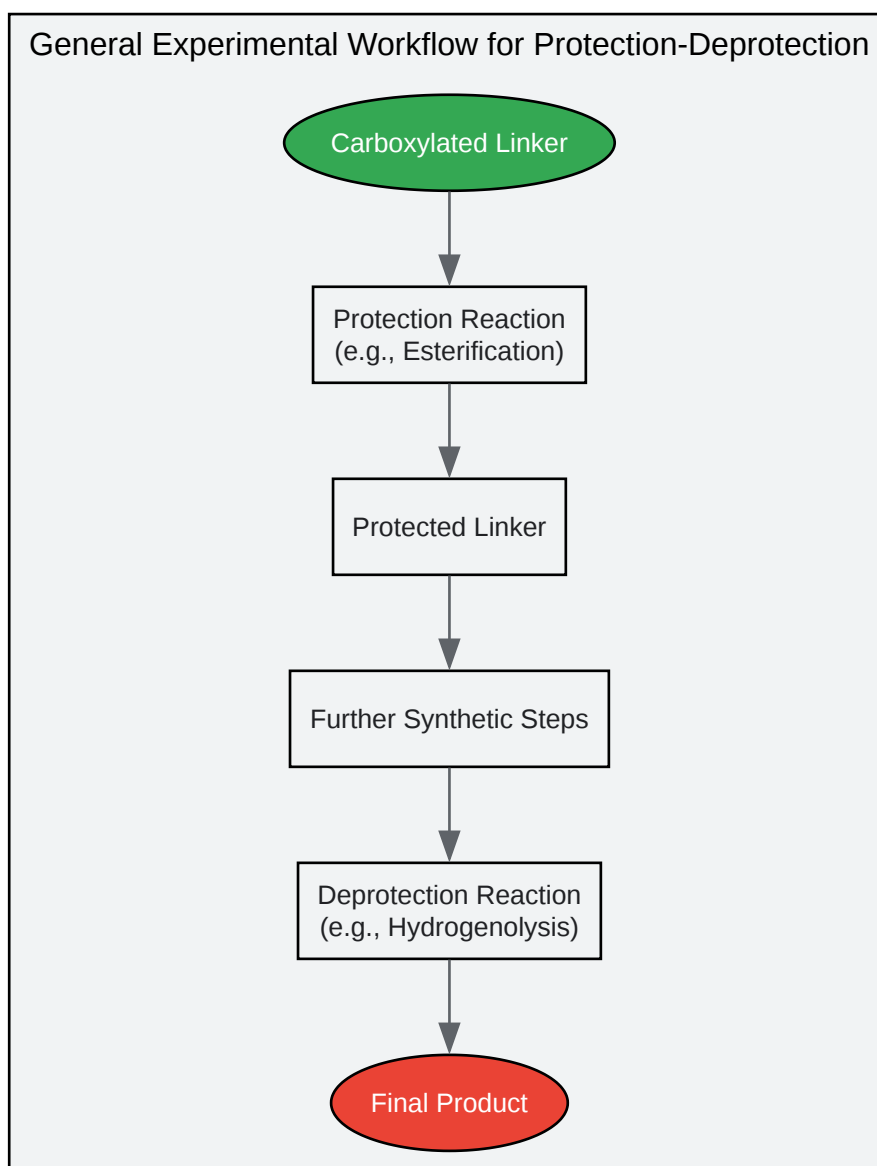 General Experimental Workflow for Protection-Deprotection
Carboxylated Linker
Protection Reaction
(e.g., Esterification)
Protected Linker
Further Synthetic Steps
Deprotection Reaction
(e.g., Hydrogenolysis)
Final Product